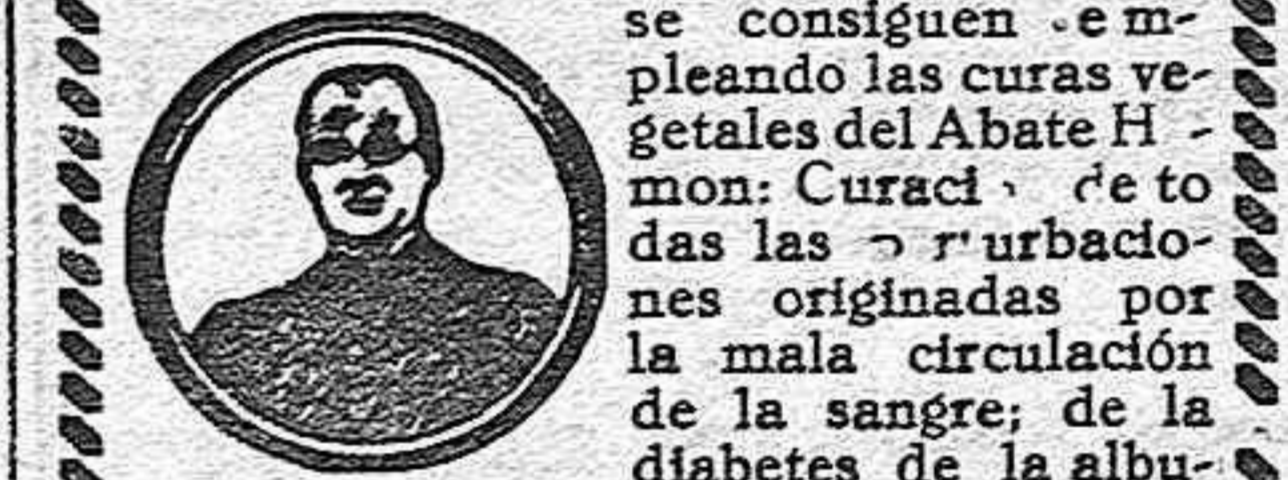 se consiguen em-
pleando las curas ve-
getales del Abate H -
mon: de to
das las
nes originadas por
la mala circulación
de la sangre; de la
diabetes de la albu-